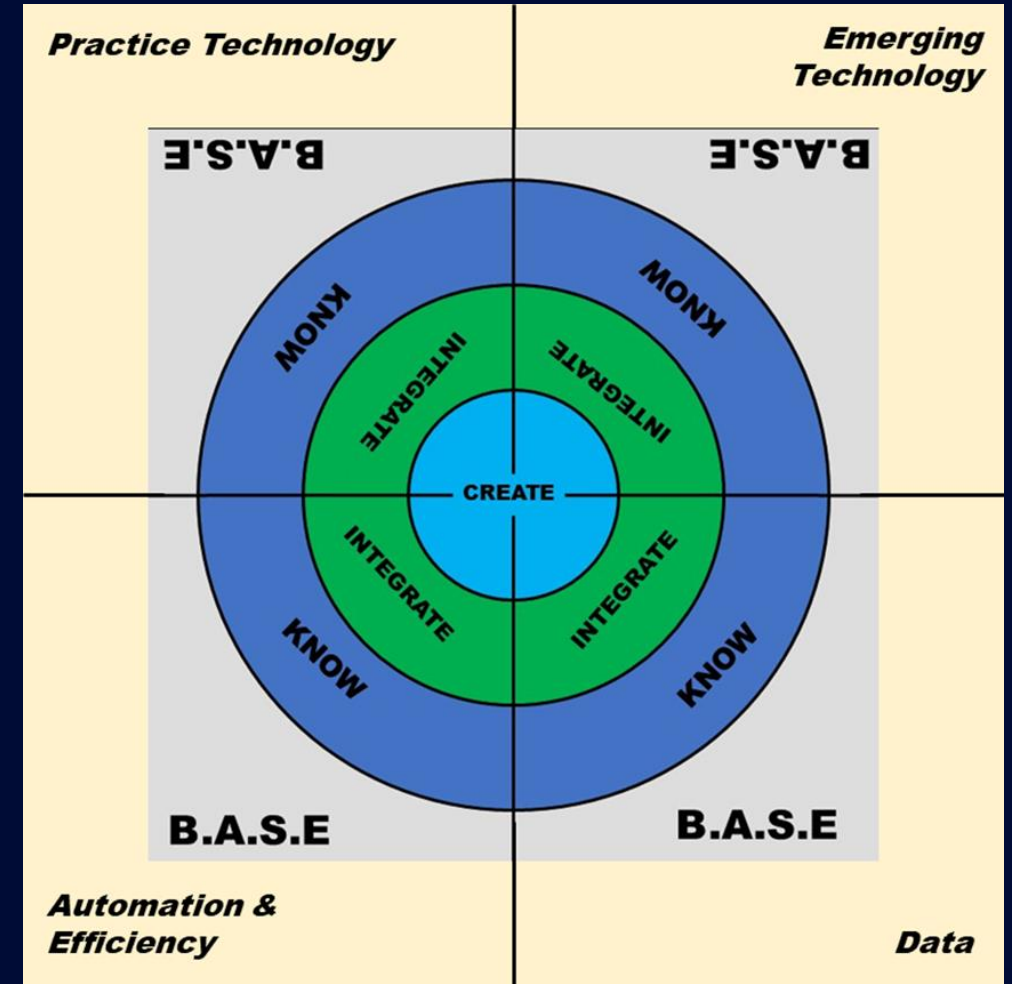 Practice Technology
Emerging
Technology
B.A.S.E
B.A.S.E
KNOW
KNOW
INTEGRATE
INTEGRATE
CREATE
INTEGRATE
INTEGRATE
KNOW
KNOW
B.A.S.E
B.A.S.E
Automation &
Efficiency
Data